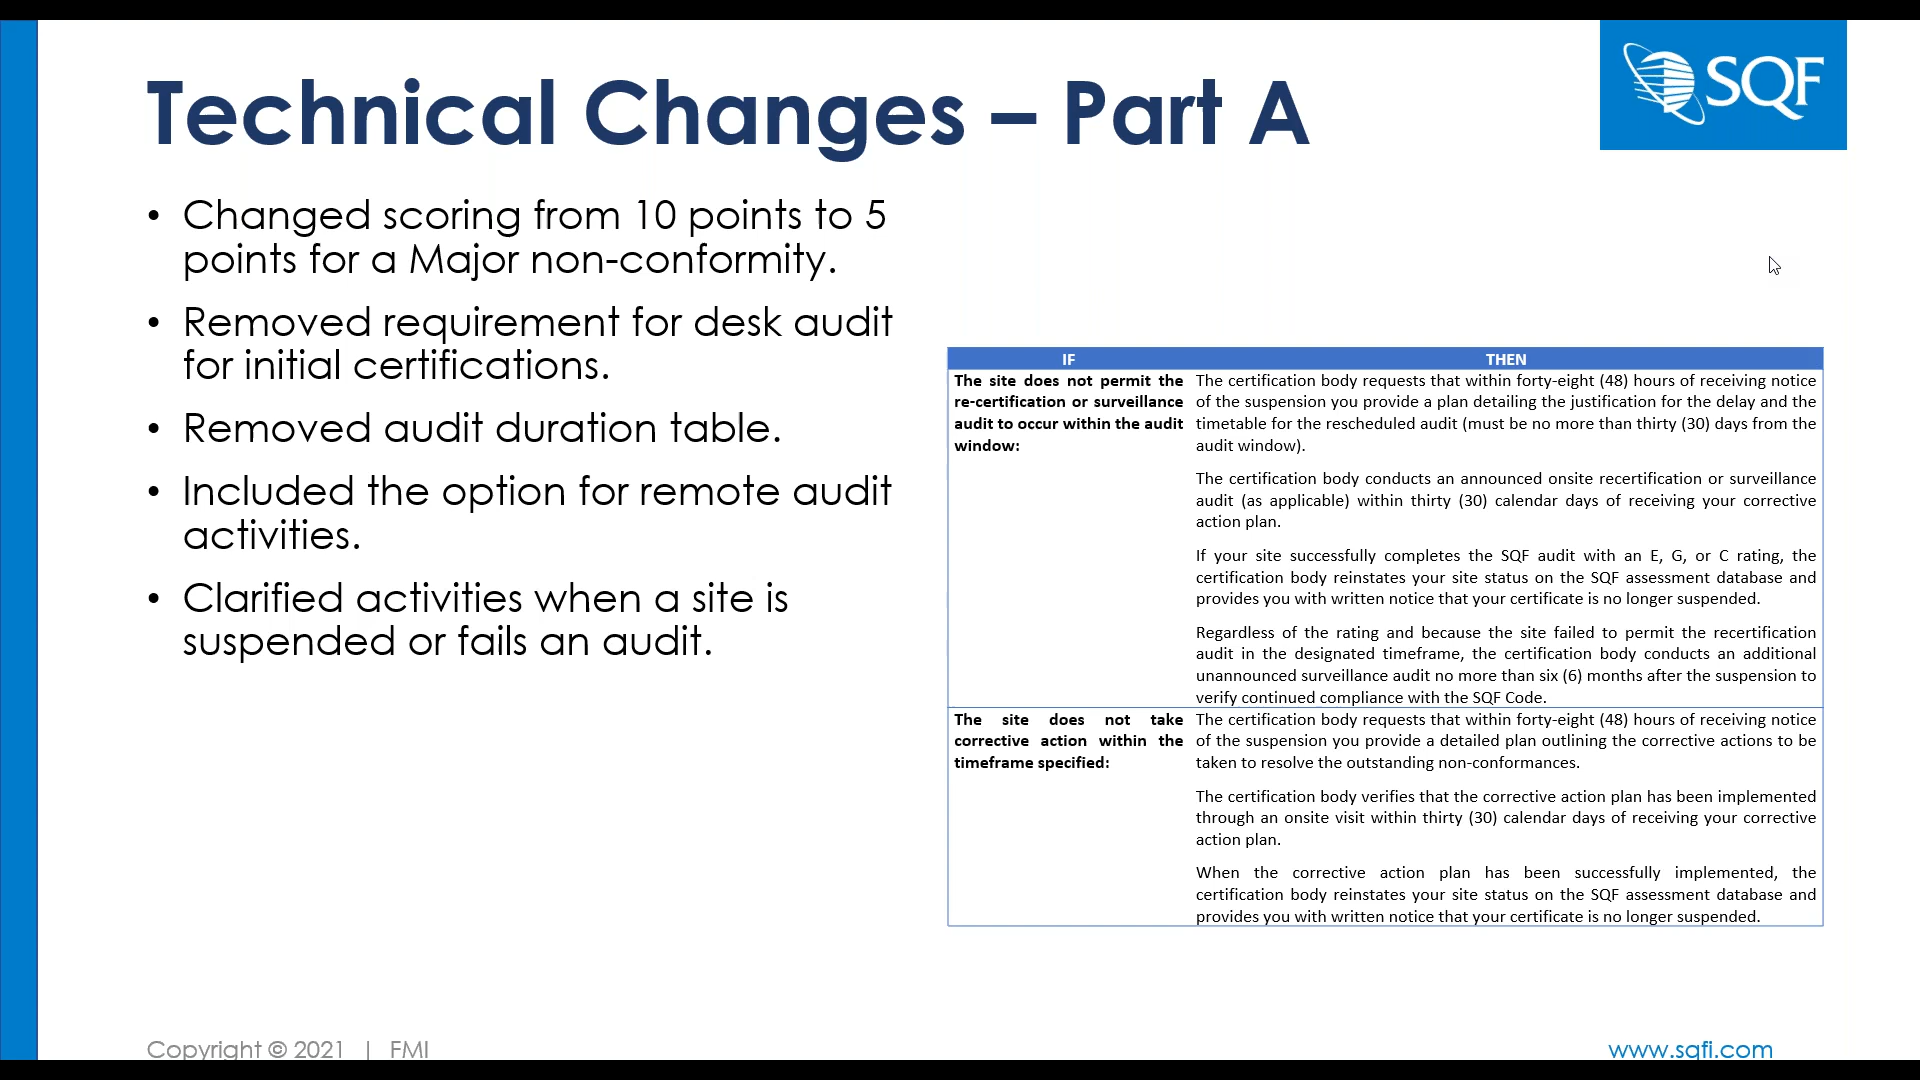 Technical Changes – Part A
SQF
• Changed scoring from 10 points to 5
points for a Major non-conformity.
• Removed requirement for desk audit
for initial certifications.
• Removed audit duration table.
• Included the option for remote audit
activities.
• Clarified activities when a site is
suspended or fails an audit.
IF THEN
The site does not permit the
re-certification or surveillance
audit to occur within the audit
window:
The certification body requests that within forty-eight (48) hours of receiving notice
of the suspension you provide a plan detailing the justification for the delay and the
timetable for the rescheduled audit (must be no more than thirty (30) days from the
audit window).
The certification body conducts an announced onsite recertification or surveillance
audit (as applicable) within thirty (30) calendar days of receiving your corrective
action plan.
If your site successfully completes the SQF audit with an E, G, or C rating, the
certification body reinstates your site status on the SQF assessment database and
provides you with written notice that your certificate is no longer suspended.
Regardless of the rating and because the site failed to permit the recertification
audit in the designated timeframe, the certification body conducts an additional
unannounced surveillance audit no more than six (6) months after the suspension to
verify continued compliance with the SQF Code.
The site does not take
corrective action within the
timeframe specified:
The certification body requests that within forty-eight (48) hours of receiving notice
of the suspension you provide a detailed plan outlining the corrective actions to be
taken to resolve the outstanding non-conformances.
The certification body verifies that the corrective action plan has been implemented
through an onsite visit within thirty (30) calendar days of receiving your corrective
action plan.
When the corrective action plan has been successfully implemented, the
certification body reinstates your site status on the SQF assessment database and
provides you with written notice that your certificate is no longer suspended.
Copyright © 2021 | FMI
www.sqfi.com